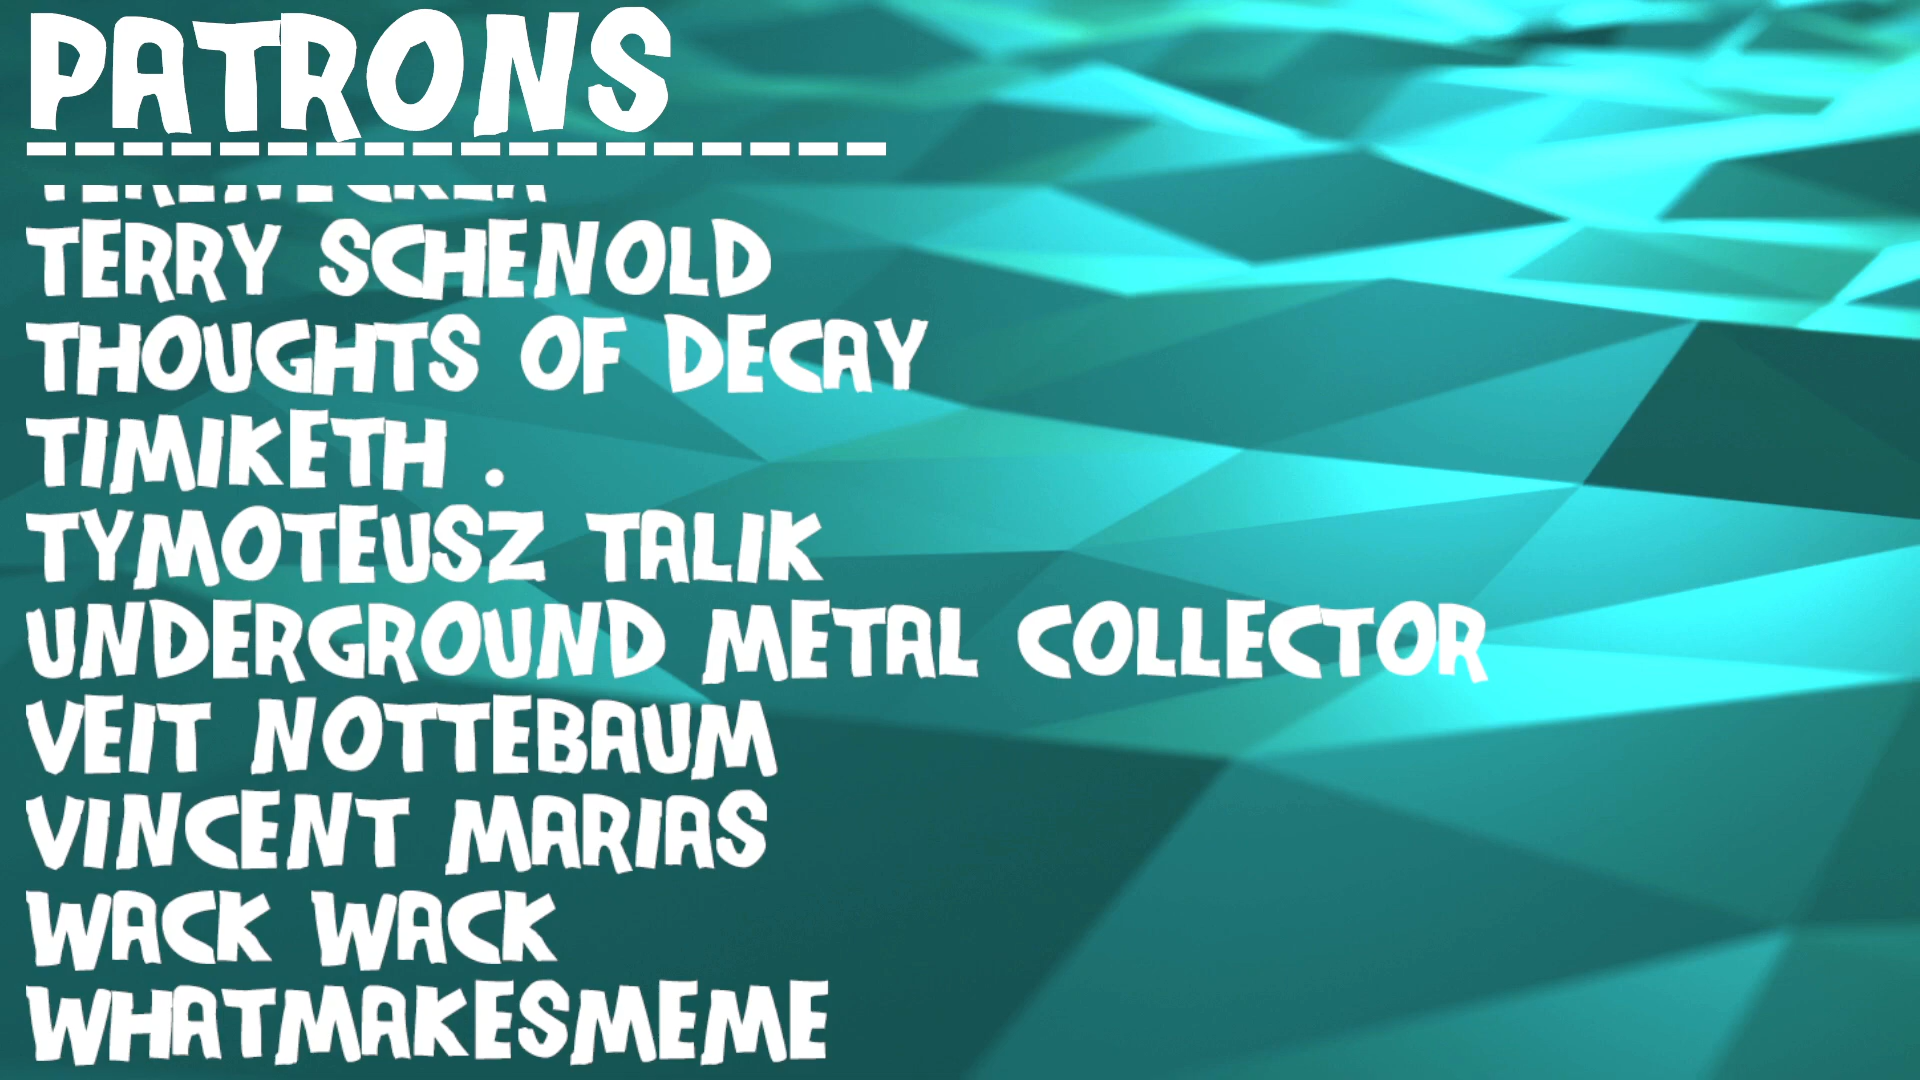 PATRONS
------------------
TERRY SCHENOLD
THOUGHTS OF DECAY
TIMIKETH .
TYMOTEUSZ TALIK
UNDERGROUND METAL COLLECTOR
VEIT NOTTEBAUM
VINCENT MARIAS
WACK WACK
WHATMAKESMEME